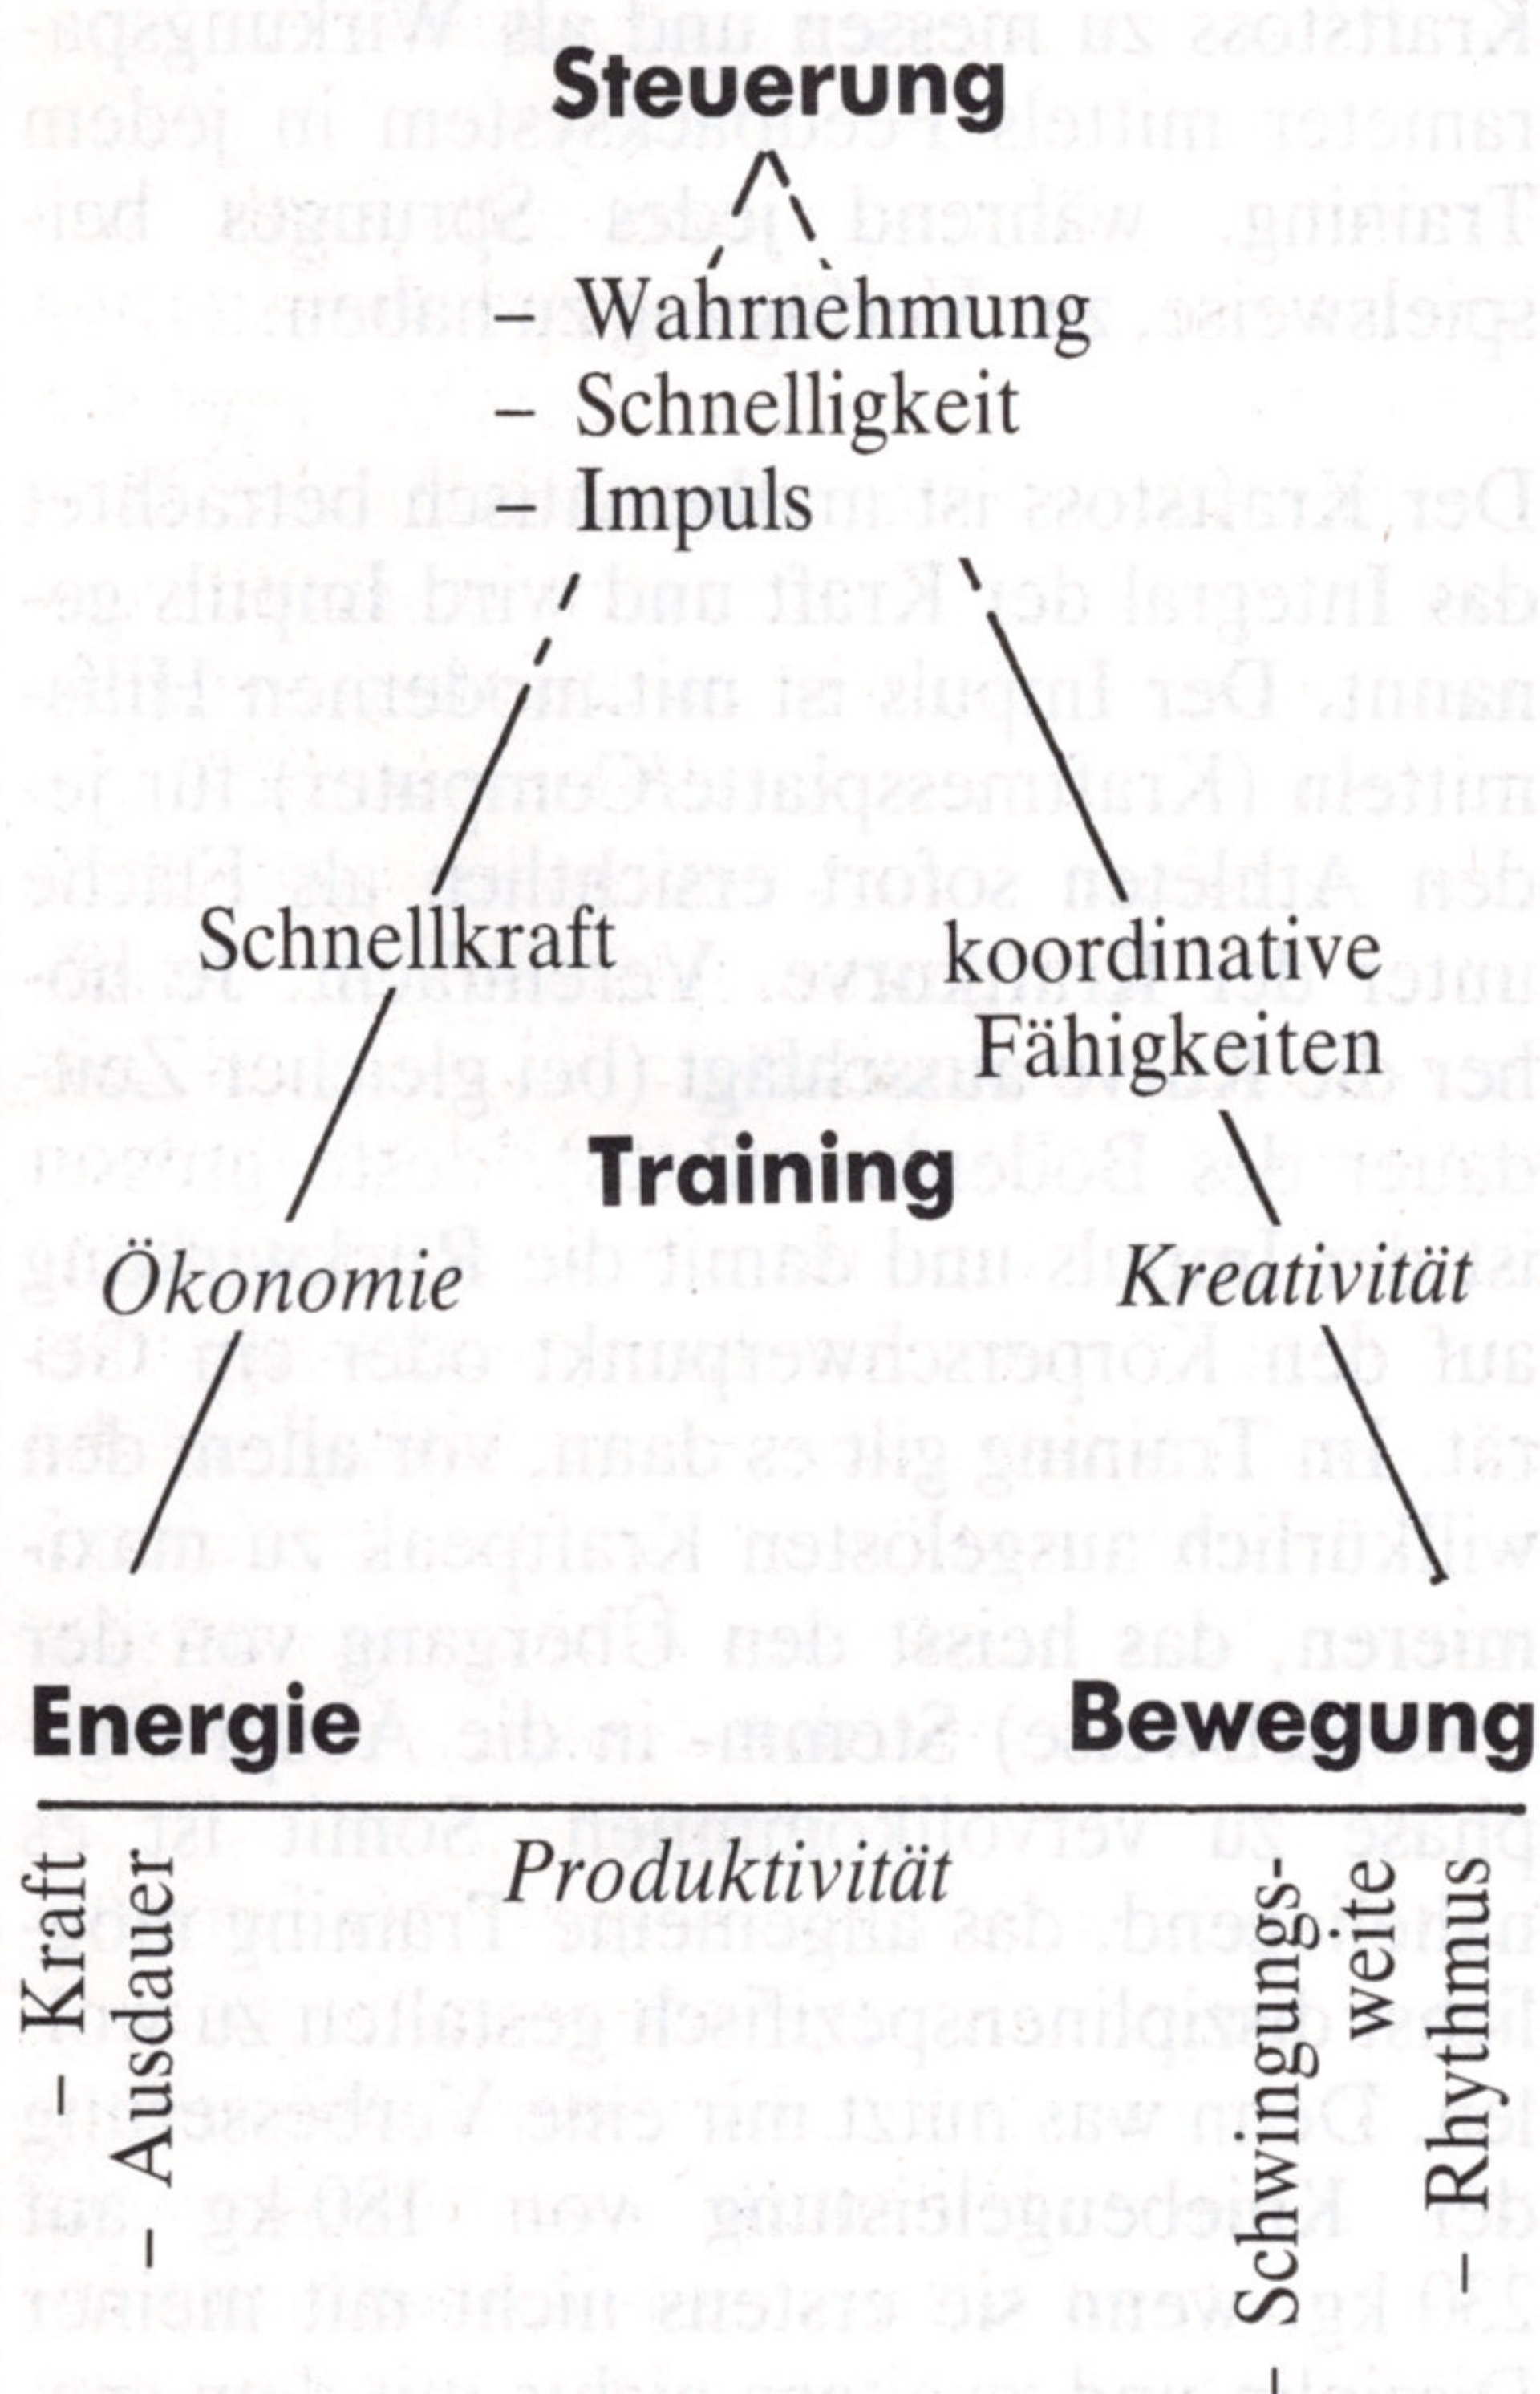 Steuerung
– Wahrnehmung
– Schnelligkeit
– Impuls
Schnellkraft
koordinative
Fähigkeiten
Training
Ökonomie
Kreativität
Energie
Bewegung
Produktivität
– Kraft
– Ausdauer
– Schwingungs-
weite
– Rhythmus